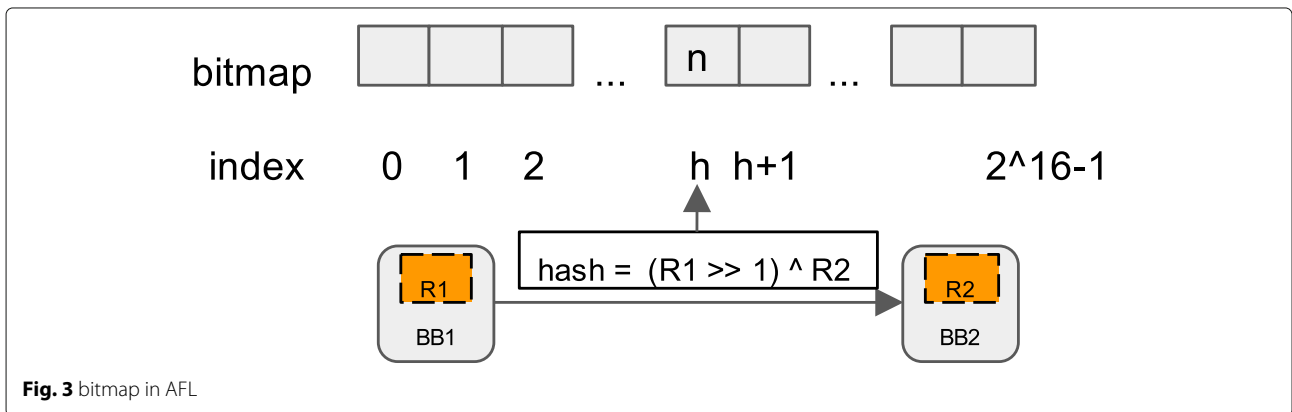 bitmap n ... ...
index 0 1 2 h h+1 2^16-1
hash = (R1 >> 1) ^ R2
R1 R2
BB1 BB2
Fig. 3 bitmap in AFL